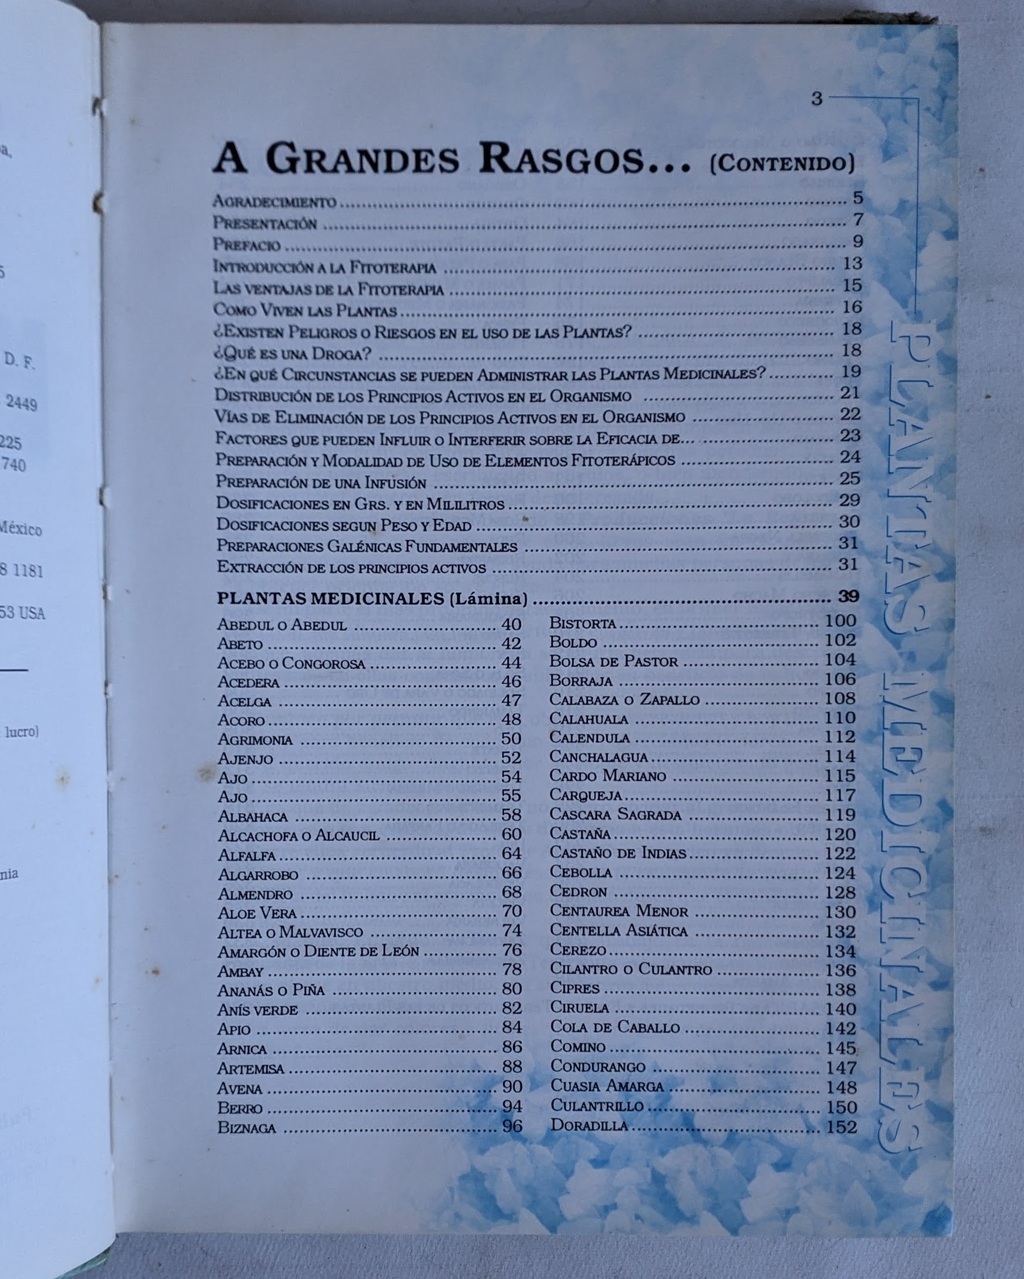 a,
5
D. F.
2449
225
740
México
8 1181
53 USA
lucro)
nía
3
A GRANDES RASGOS... (CONTENIDO)
AGRADECIMIENTO ... 5
PRESENTACIÓN ... 7
PREFACIO ... 9
INTRODUCCIÓN A LA FITOTERAPIA ... 13
LAS VENTAJAS DE LA FITOTERAPIA ... 15
COMO VIVEN LAS PLANTAS ... 16
¿EXISTEN PELIGROS O RIESGOS EN EL USO DE LAS PLANTAS? ... 18
¿QUÉ ES UNA DROGA? ... 18
¿EN QUÉ CIRCUNSTANCIAS SE PUEDEN ADMINISTRAR LAS PLANTAS MEDICINALES? ... 19
DISTRIBUCIÓN DE LOS PRINCIPIOS ACTIVOS EN EL ORGANISMO ... 21
VÍAS DE ELIMINACIÓN DE LOS PRINCIPIOS ACTIVOS EN EL ORGANISMO ... 22
FACTORES QUE PUEDEN INFLUIR O INTERFERIR SOBRE LA EFICACIA DE... ... 23
PREPARACIÓN Y MODALIDAD DE USO DE ELEMENTOS FITOTERÁPICOS ... 24
PREPARACIÓN DE UNA INFUSIÓN ... 25
DOSIFICACIONES EN GRS. Y EN MILILITROS ... 29
DOSIFICACIONES SEGUN PESO Y EDAD ... 30
PREPARACIONES GALÉNICAS FUNDAMENTALES ... 31
EXTRACCIÓN DE LOS PRINCIPIOS ACTIVOS ... 31
PLANTAS MEDICINALES (Lámina) ... 39
ABEDUL O ABEDUL ... 40
ABETO ... 42
ACEBO O CONGOROSA ... 44
ACEDERA ... 46
ACELGA ... 47
ACORO ... 48
AGRIMONIA ... 50
AJENJO ... 52
AJO ... 54
AJO ... 55
ALBAHACA ... 58
ALCACHOFA O ALCAUCIL ... 60
ALFALFA ... 64
ALGARROBO ... 66
ALMENDRO ... 68
ALOE VERA ... 70
ALTEA O MALVAVISCO ... 74
AMARGÓN O DIENTE DE LEÓN ... 76
AMBAY ... 78
ANANÁS O PIÑA ... 80
ANÍS VERDE ... 82
APIO ... 84
ARNICA ... 86
ARTEMISA ... 88
AVENA ... 90
BERRO ... 94
BIZNAGA ... 96
BISTORTA ... 100
BOLDO ... 102
BOLSA DE PASTOR ... 104
BORRAJA ... 106
CALABAZA O ZAPALLO ... 108
CALAHUALA ... 110
CALENDULA ... 112
CANCHALAGUA ... 114
CARDO MARIANO ... 115
CARQUEJA ... 117
CASCARA SAGRADA ... 119
CASTAÑA ... 120
CASTAÑO DE INDIAS ... 122
CEBOLLA ... 124
CEDRON ... 128
CENTAUREA MENOR ... 130
CENTELLA ASIÁTICA ... 132
CEREZO ... 134
CILANTRO O CULANTRO ... 136
CIPRES ... 138
CIRUELA ... 140
COLA DE CABALLO ... 142
COMINO ... 145
CONDURANGO ... 147
CUASIA AMARGA ... 148
CULANTRILLO ... 150
DORADILLA ... 152
PLANTAS MEDICINALES